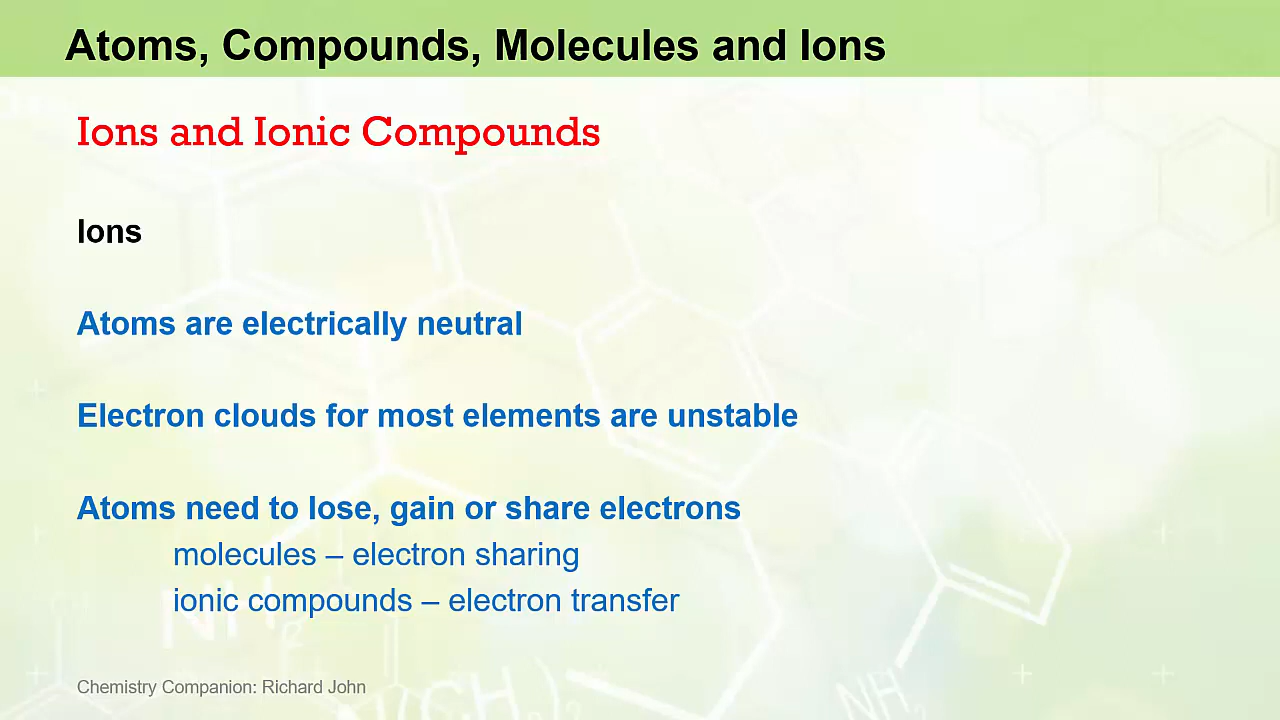 Atoms, Compounds, Molecules and Ions
Ions and Ionic Compounds
Ions
Atoms are electrically neutral
Electron clouds for most elements are unstable
Atoms need to lose, gain or share electrons
molecules – electron sharing
ionic compounds – electron transfer
NH2
NH
Chemistry Companion: Richard John